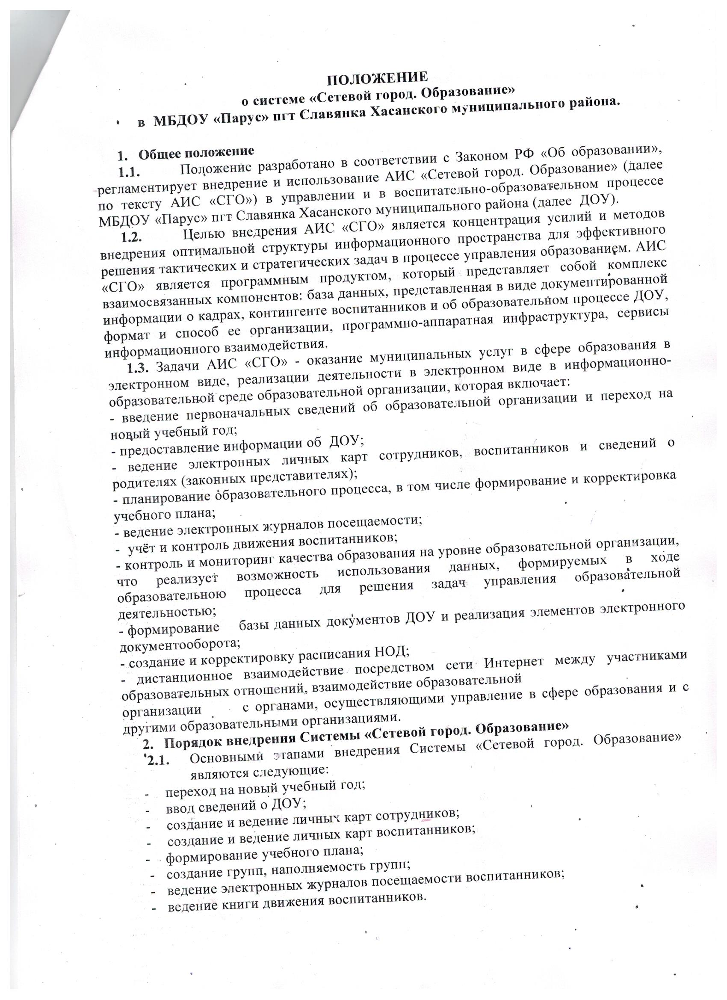 ПОЛОЖЕНИЕ
о системе «Сетевой город. Образование»
в МБДОУ «Парус» пгт Славянка Хасанского муниципального района.
1. Общее положение
1.1. Положение разработано в соответствии с Законом РФ «Об образовании»,
регламентирует внедрение и использование АИС «Сетевой город. Образование» (далее
по тексту АИС «СГО») в управлении и в воспитательно-образовательном процессе
МБДОУ «Парус» пгт Славянка Хасанского муниципального района (далее ДОУ).
1.2. Целью внедрения АИС «СГО» является концентрация усилий и методов
внедрения оптимальной структуры информационного пространства для эффективного
решения тактических и стратегических задач в процессе управления образованием. АИС
«СГО» является программным продуктом, который представляет собой комплекс
взаимосвязанных компонентов: база данных, представленная в виде документированной
информации о кадрах, контингенте воспитанников и об образовательном процессе ДОУ,
формат и способ ее организации, программно-аппаратная инфраструктура, сервисы
информационного взаимодействия.
1.3. Задачи АИС «СГО» - оказание муниципальных услуг в сфере образования в
электронном виде, реализации деятельности в электронном виде в информационно-
образовательной среде образовательной организации, которая включает:
- введение первоначальных сведений об образовательной организации и переход на
новый учебный год;
- предоставление информации об ДОУ;
- ведение электронных личных карт сотрудников, воспитанников и сведений о
родителях (законных представителях);
- планирование образовательного процесса, в том числе формирование и корректировка
учебного плана;
- ведение электронных журналов посещаемости;
- учёт и контроль движения воспитанников;
- контроль и мониторинг качества образования на уровне образовательной организации,
что реализует возможность использования данных, формируемых в ходе
образовательною процесса для решения задач управления образовательной
деятельностью;
- формирование базы данных документов ДОУ и реализация элементов электронного
документооборота;
- создание и корректировку расписания НОД;
- дистанционное взаимодействие посредством сети Интернет между участниками
образовательных отношений, взаимодействие образовательной
организации с органами, осуществляющими управление в сфере образования и с
другими образовательными организациями.
2. Порядок внедрения Системы «Сетевой город. Образование»
2.1. Основными этапами внедрения Системы «Сетевой город. Образование»
являются следующие:
- переход на новый учебный год;
- ввод сведений о ДОУ;
- создание и ведение личных карт сотрудников;
- создание и ведение личных карт воспитанников;
- формирование учебного плана;
- создание групп, наполняемость групп;
- ведение электронных журналов посещаемости воспитанников;
- ведение книги движения воспитанников.